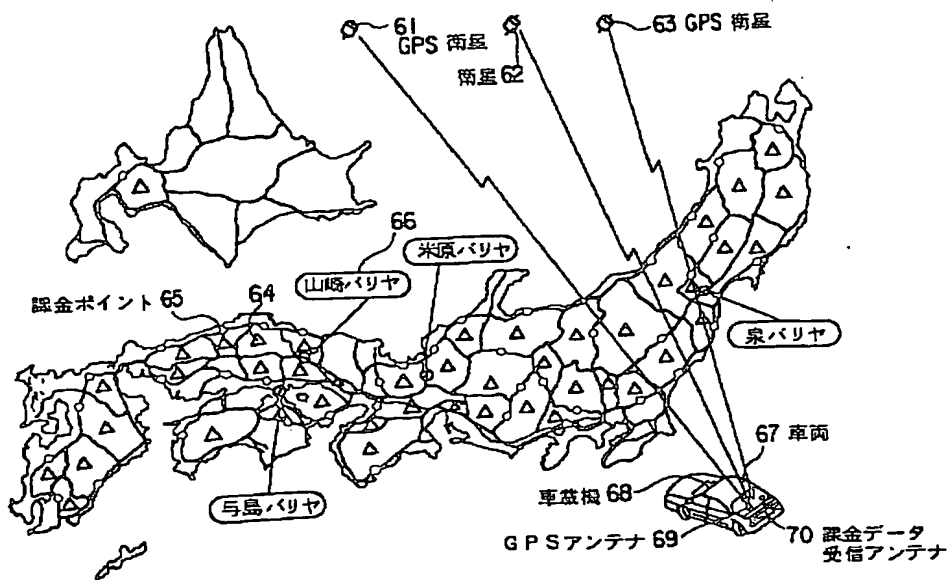 61
GPS 衛星
衛星 62
63 GPS 衛星
66
米原バリヤ
山崎バリヤ
課金ポイント 65
64
泉バリヤ
67 車両
車載機 68
与島バリヤ
GPSアンテナ 69
70 課金データ
受信アンテナ